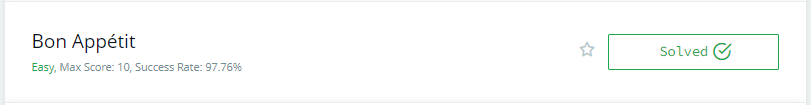 Bon Appétit
Solved
Easy, Max Score: 10, Success Rate: 97.76%